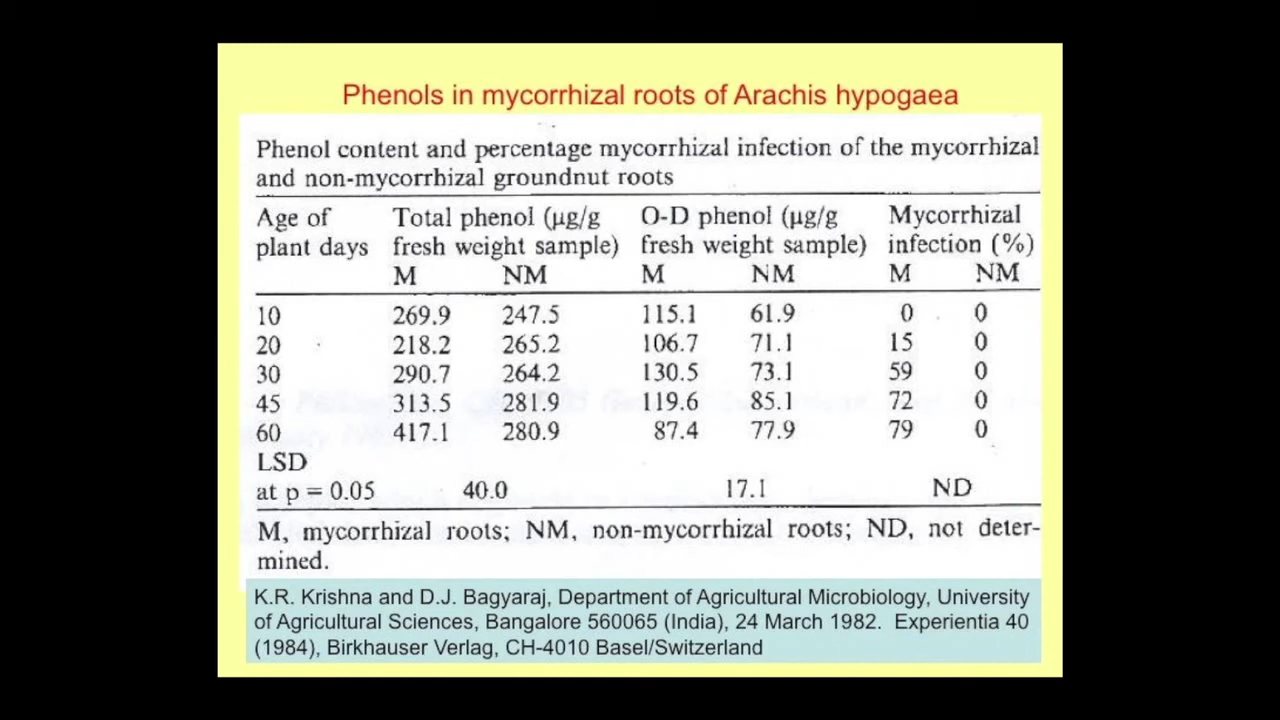 Phenols in mycorrhizal roots of Arachis hypogaea
Phenol content and percentage mycorrhizal infection of the mycorrhizal
and non-mycorrhizal groundnut roots
Age of Total phenol (µg/g O-D phenol (µg/g Mycorrhizal
plant days fresh weight sample) fresh weight sample) infection (%)
M NM M NM M NM
10 269.9 247.5 115.1 61.9 0 0
20 218.2 265.2 106.7 71.1 15 0
30 290.7 264.2 130.5 73.1 59 0
45 313.5 281.9 119.6 85.1 72 0
60 417.1 280.9 87.4 77.9 79 0
LSD
at p = 0.05 40.0 17.1 ND
M, mycorrhizal roots; NM, non-mycorrhizal roots; ND, not deter-
mined.
K.R. Krishna and D.J. Bagyaraj, Department of Agricultural Microbiology, University
of Agricultural Sciences, Bangalore 560065 (India), 24 March 1982. Experientia 40
(1984), Birkhauser Verlag, CH-4010 Basel/Switzerland